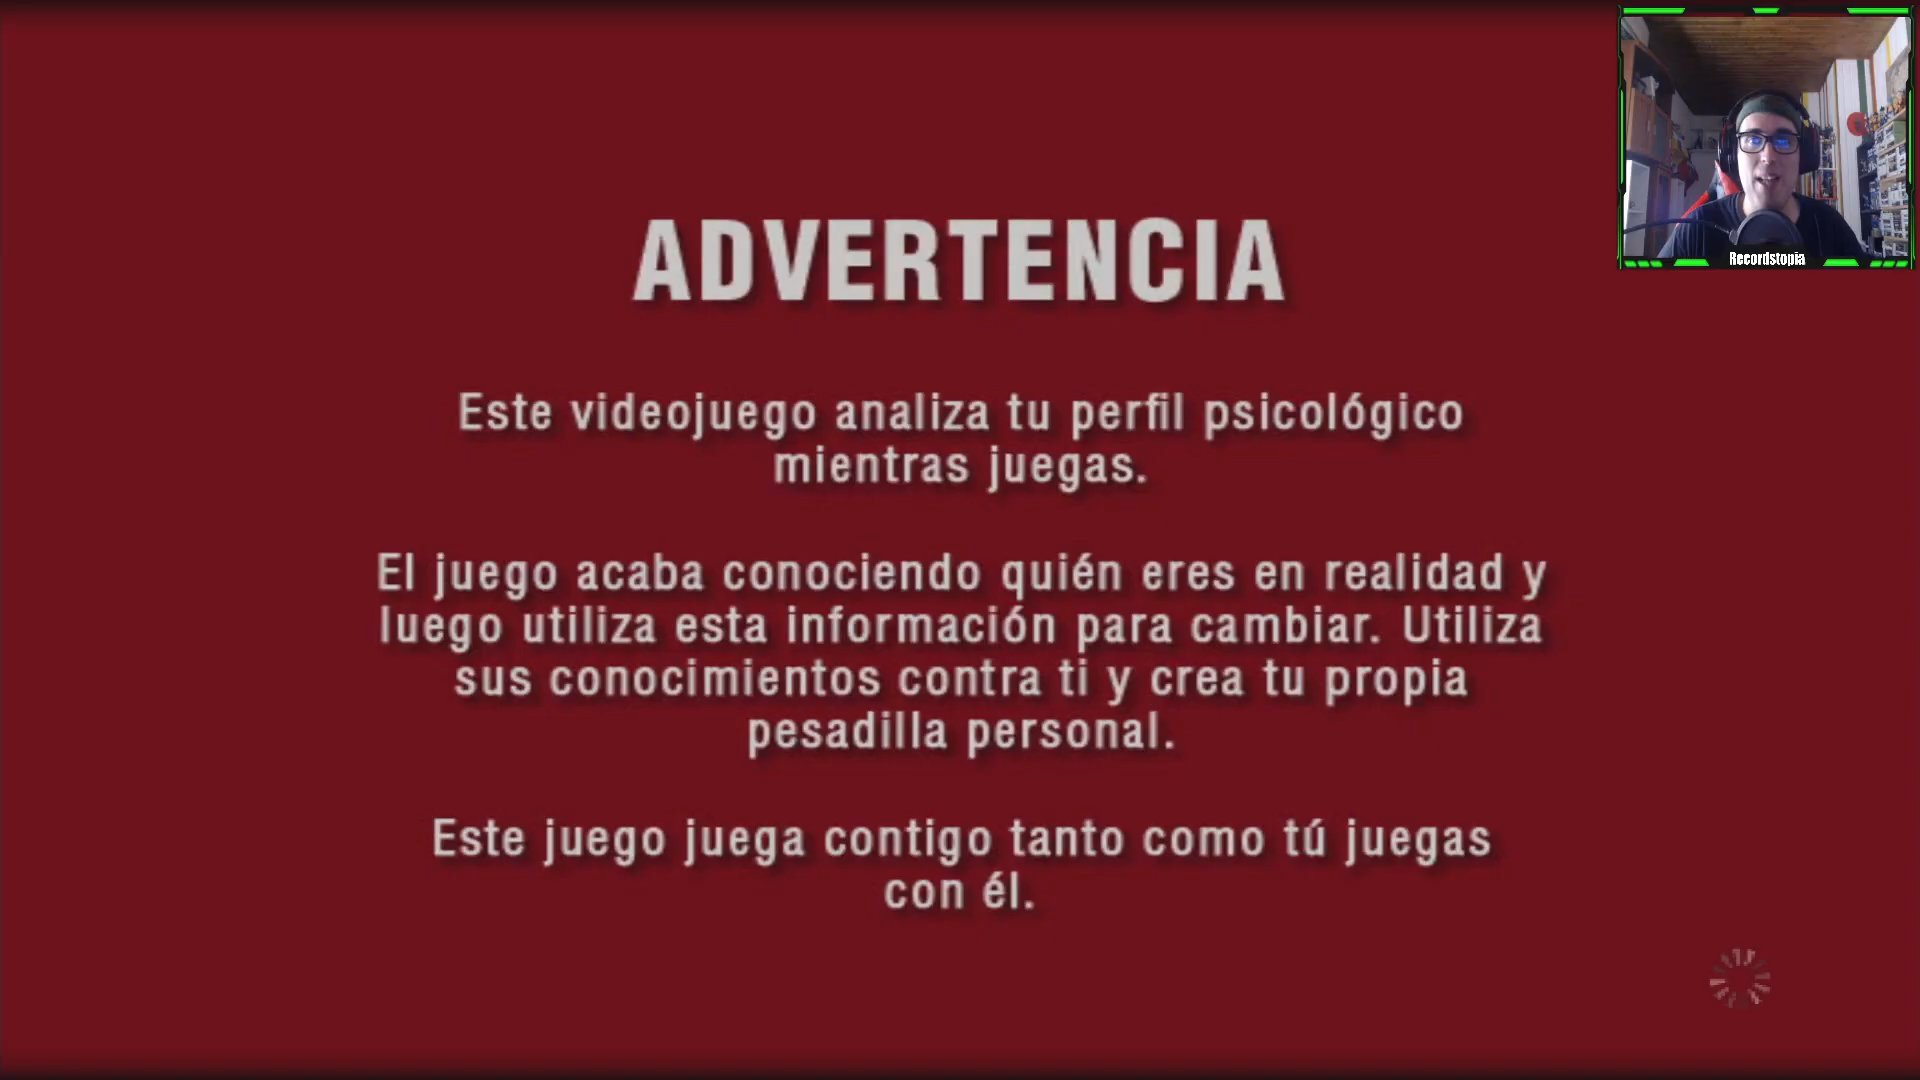 ADVERTENCIA
Este videojuego analiza tu perfil psicológico
mientras juegas.
El juego acaba conociendo quién eres en realidad y
luego utiliza esta información para cambiar. Utiliza
sus conocimientos contra ti y crea tu propia
pesadilla personal.
Este juego juega contigo tanto como tú juegas
con él.
Recordstopia